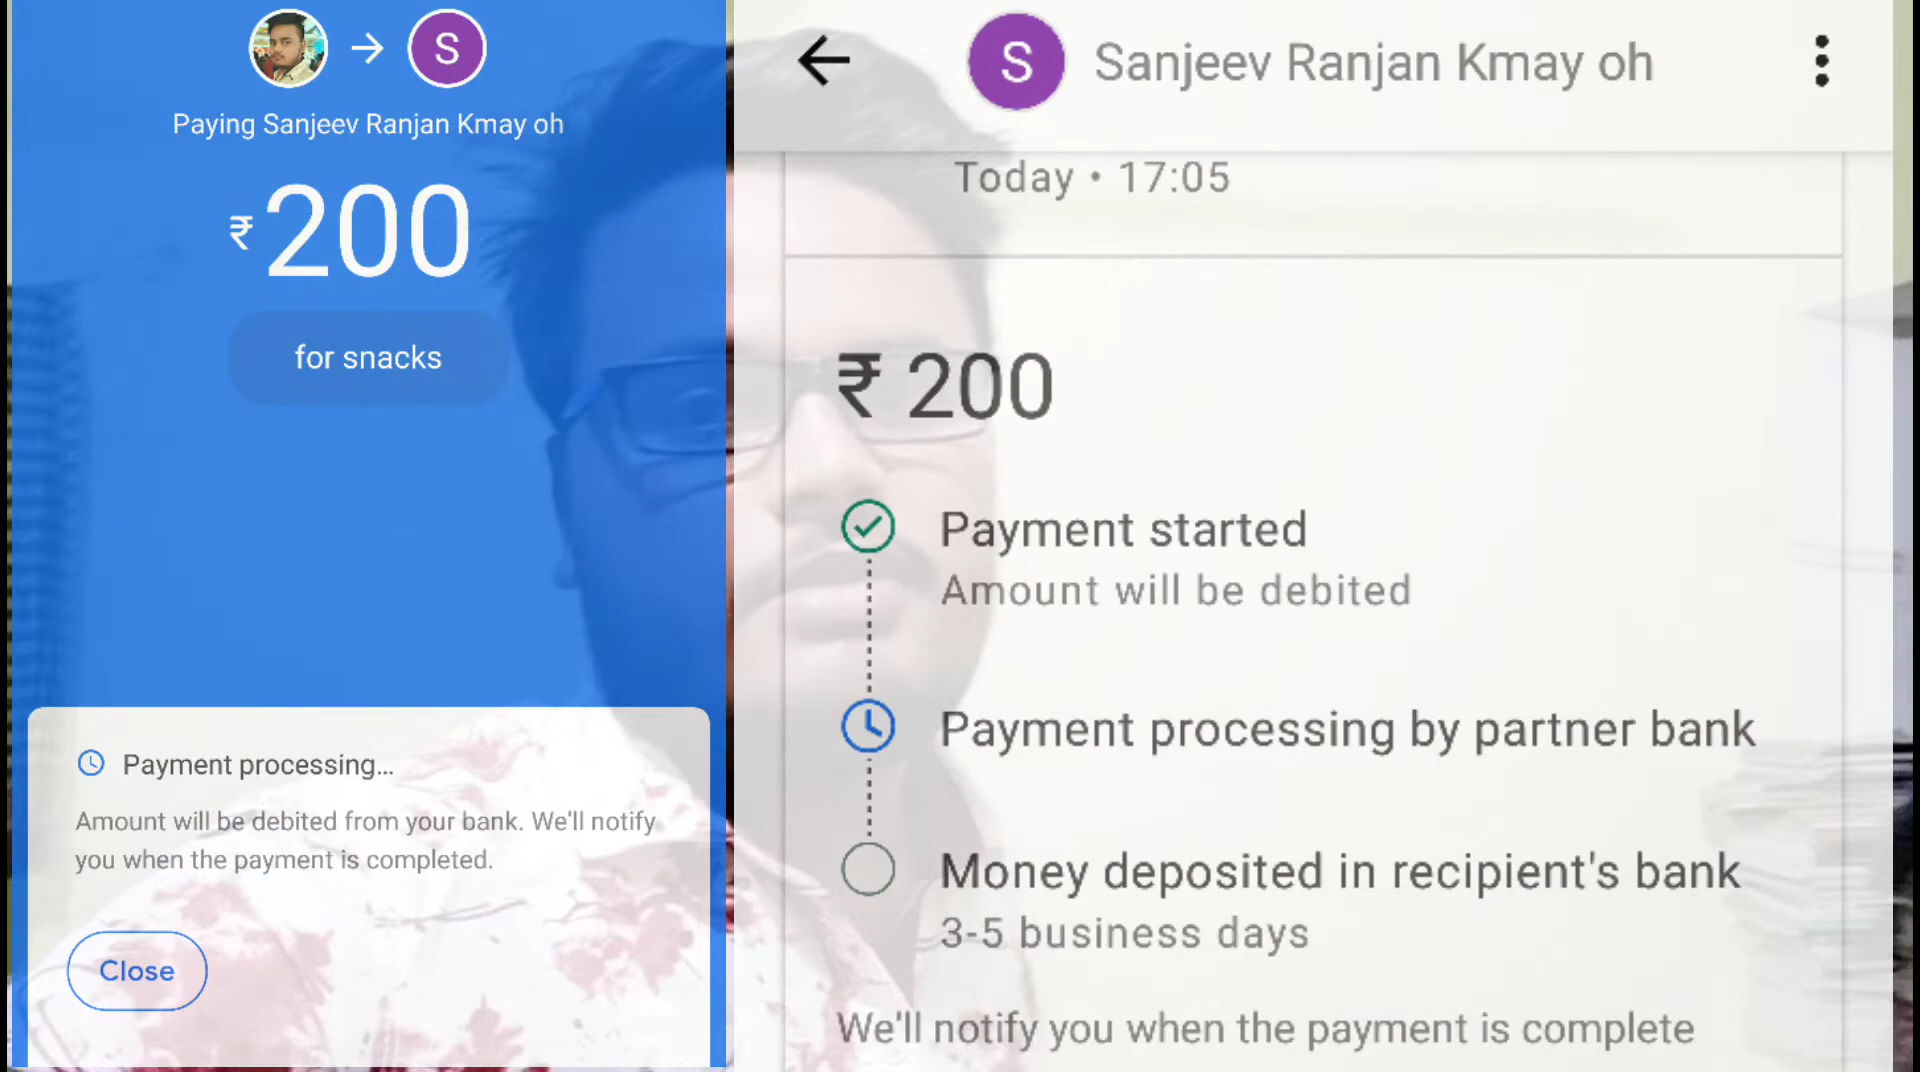 S
Paying Sanjeev Ranjan Kmay oh
₹200
for snacks
Payment processing...
Amount will be debited from your bank. We'll notify
you when the payment is completed.
Close
S Sanjeev Ranjan Kmay oh
Today • 17:05
₹ 200
Payment started
Amount will be debited
Payment processing by partner bank
Money deposited in recipient's bank
3-5 business days
We'll notify you when the payment is complete